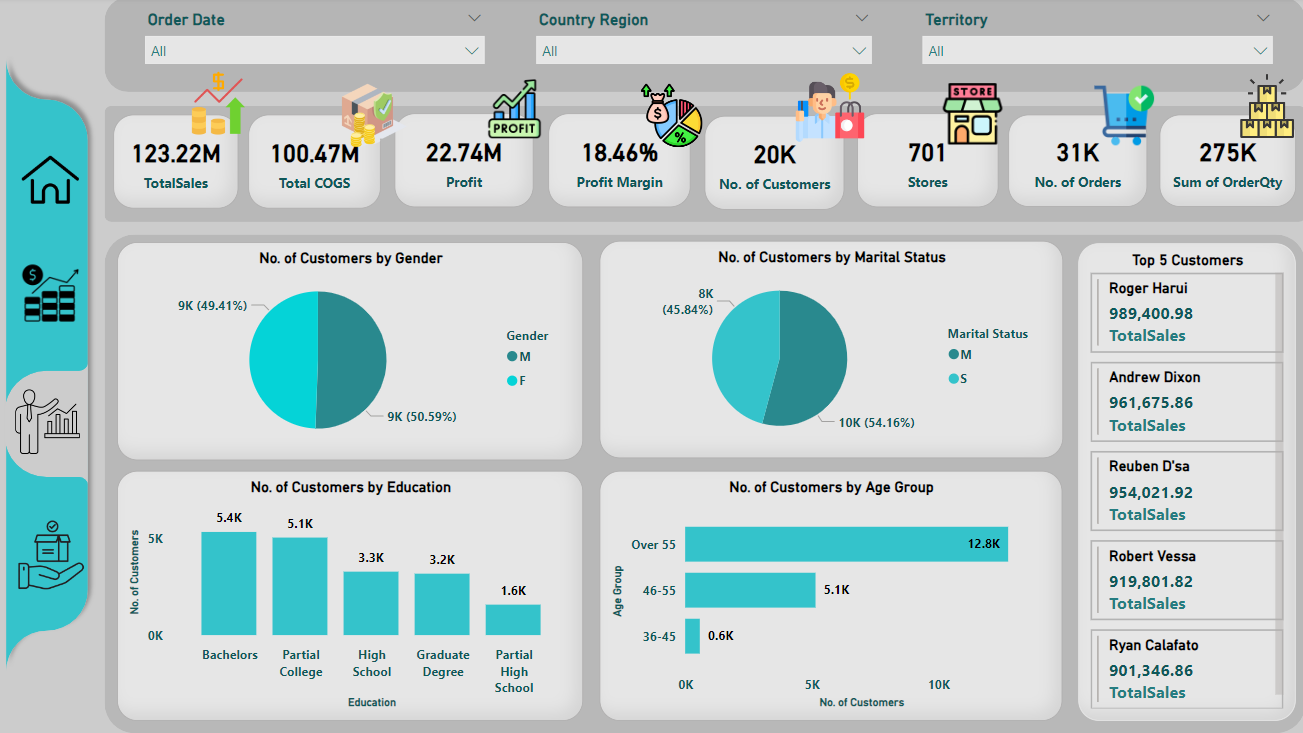 Order Date
Country Region
Territory
All
All
All
$
$
STORE
$
PROFIT
%
123.22M
100.47M
22.74M
18.46%
20K
701
31K
275K
TotalSales
Total COGS
Profit
Profit Margin
No. of Customers
Stores
No. of Orders
Sum of OrderQty
$
No. of Customers by Gender
9K (49.41%)
9K (50.59%)
Gender
M
F
No. of Customers by Marital Status
8K
(45.84%)
10K (54.16%)
Marital Status
M
S
Top 5 Customers
Roger Harui
989,400.98
TotalSales
Andrew Dixon
961,675.86
TotalSales
Reuben D'sa
954,021.92
TotalSales
Robert Vessa
919,801.82
TotalSales
Ryan Calafato
901,346.86
TotalSales
No. of Customers by Education
No. of Customers
5K
0K
5.4K
5.1K
3.3K
3.2K
1.6K
Bachelors
Partial
College
High
School
Graduate
Degree
Partial
High
School
Education
No. of Customers by Age Group
Age Group
Over 55
12.8K
46-55
5.1K
36-45
0.6K
0K
5K
10K
No. of Customers